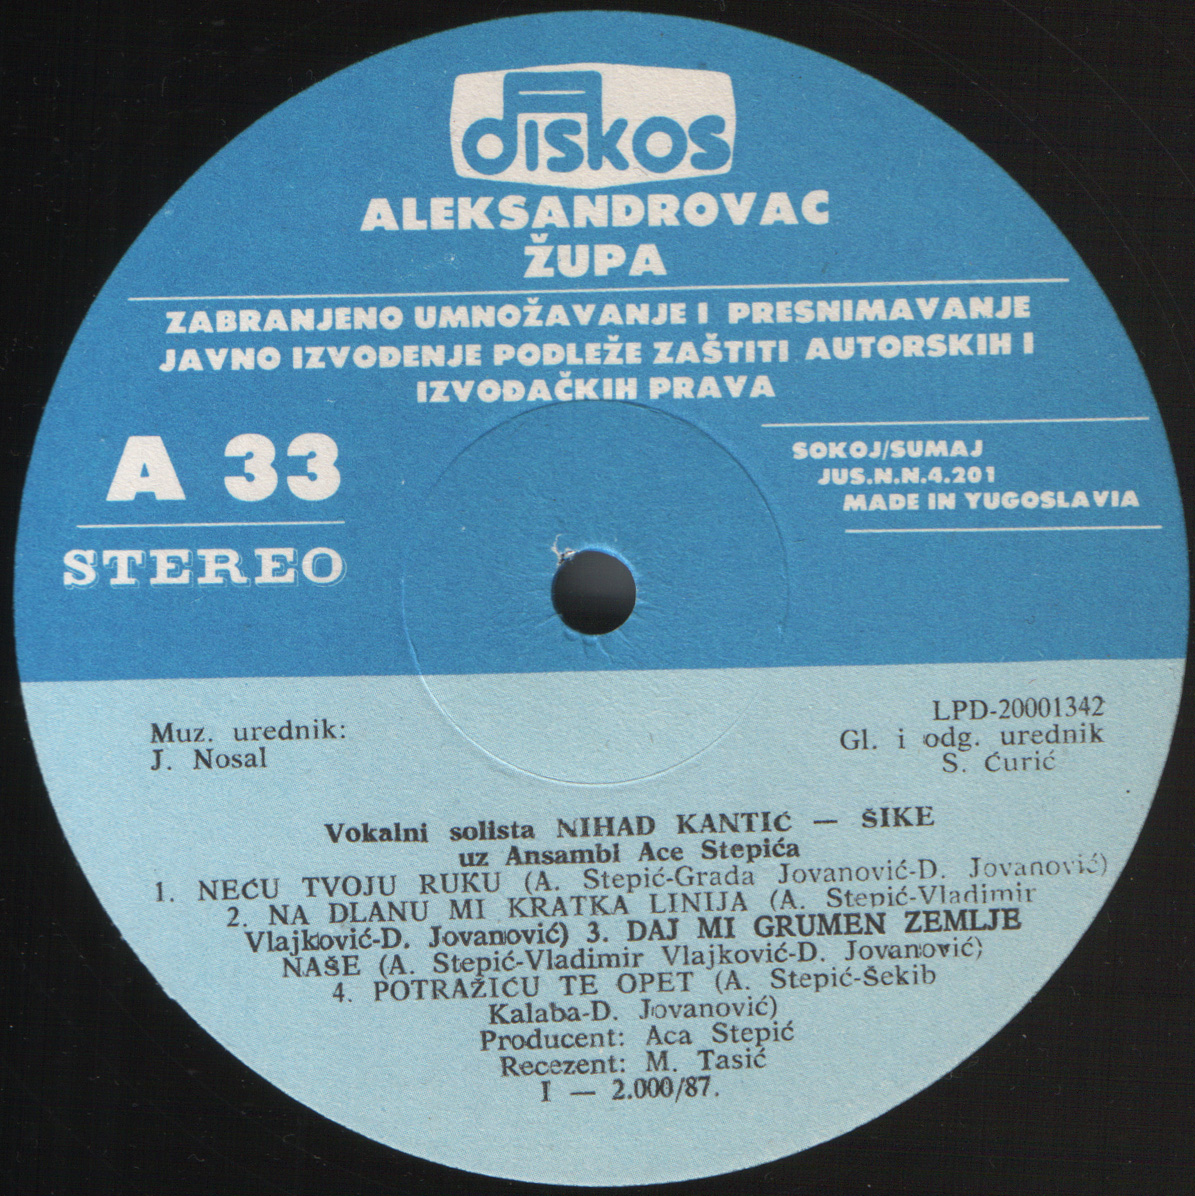 diskos
ALEKSANDROVAC
ŽUPA
ZABRANJENO UMNOŽAVANJE I PRESNIMAVANJE
JAVNO IZVOĐENJE PODLEŽE ZAŠTITI AUTORSKIH I
IZVOĐAČKIH PRAVA
A 33
STEREO
SOKOJ/SUMAJ
JUS.N.N.4.201
MADE IN YUGOSLAVIA
Muz. urednik:
J. Nosal
LPD-20001342
Gl. i odg. urednik
S. Ćurić
Vokalni solista NIHAD KANTIĆ — ŠIKE
uz Ansambl Ace Stepića
1. NEĆU TVOJU RUKU (A. Stepić-Grada Jovanović-D. Jovanović)
2. NA DLANU MI KRATKA LINIJA (A. Stepić-Vladimir
Vlajković-D. Jovanović) 3. DAJ MI GRUMEN ZEMLJE
NAŠE (A. Stepić-Vladimir Vlajković-D. Jovanović)
4. POTRAŽIĆU TE OPET (A. Stepić-Šekib
Kalaba-D. Jovanović)
Producent: Aca Stepić
Recezent: M. Tasić
I — 2.000/87.